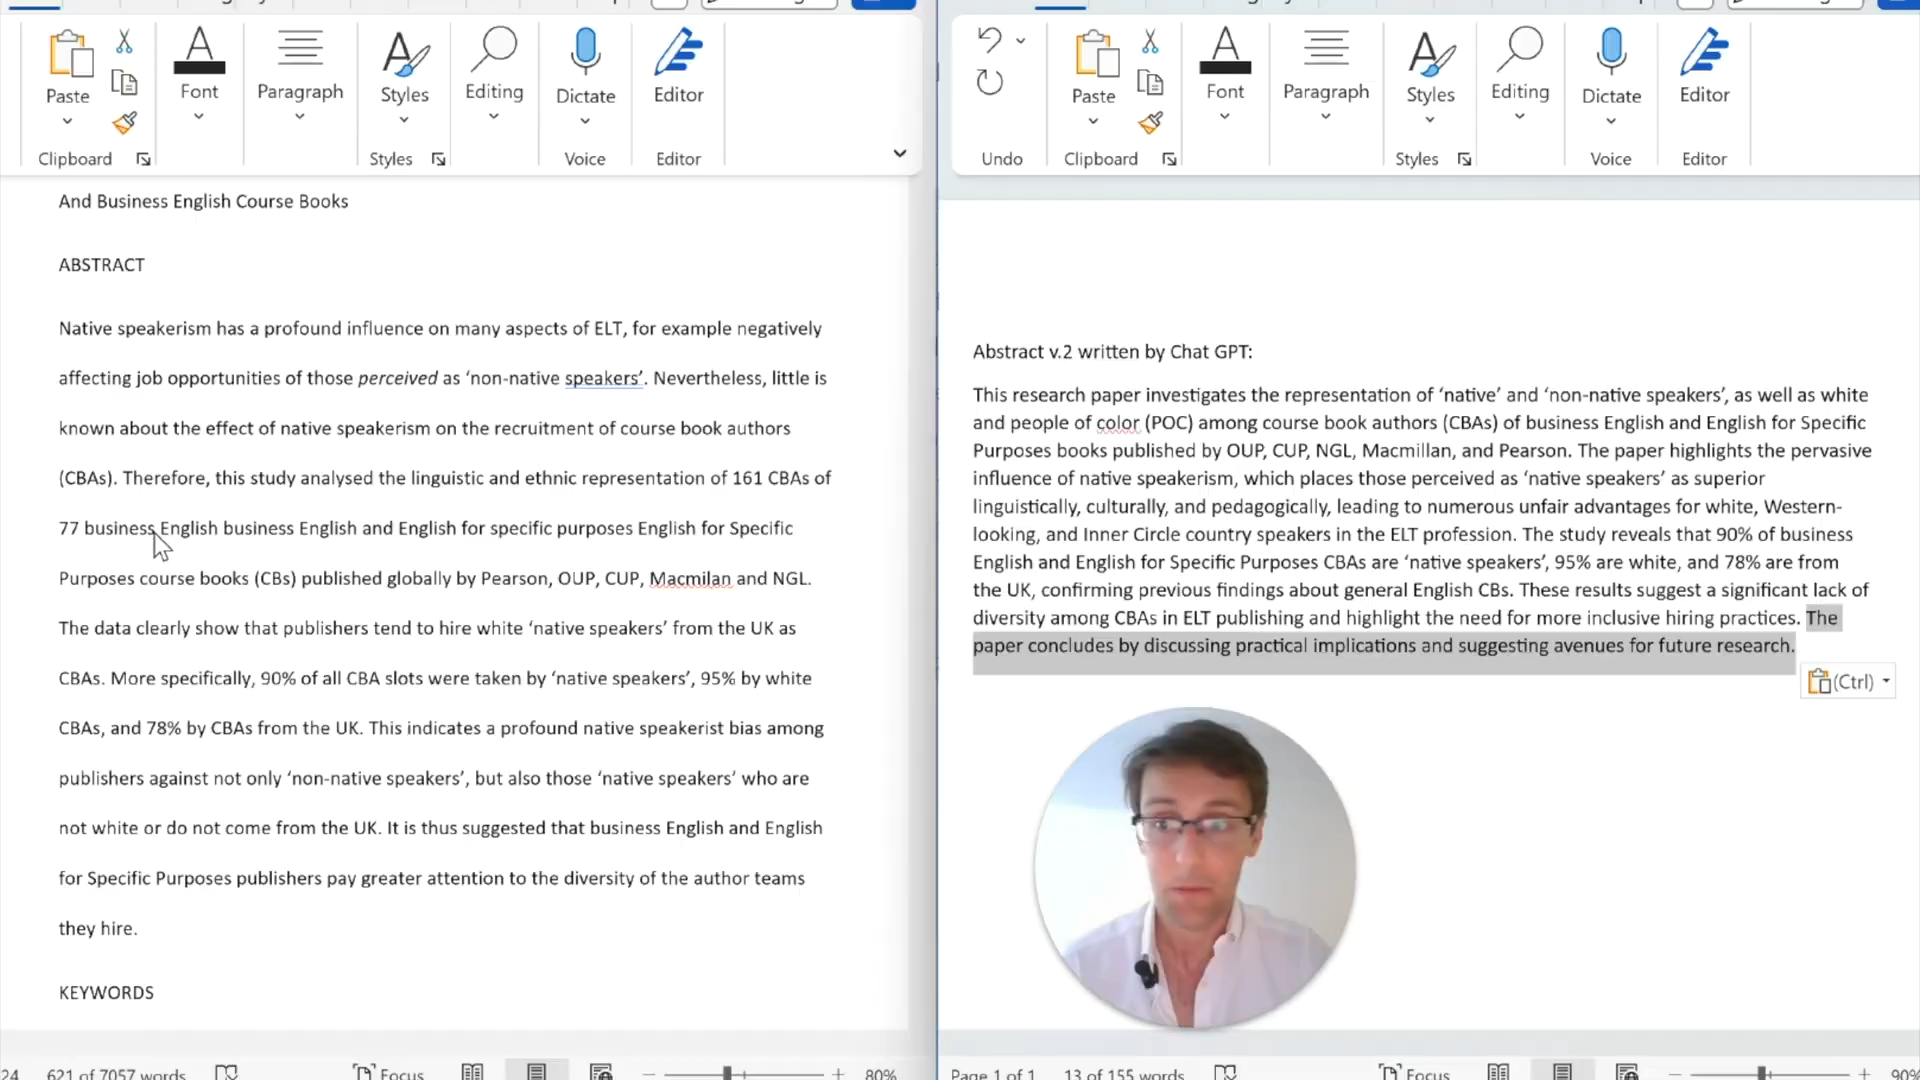 Paste
Font
Paragraph
Styles
Editing
Dictate
Editor
Clipboard
Styles
Voice
Editor
And Business English Course Books
ABSTRACT
Native speakerism has a profound influence on many aspects of ELT, for example negatively
affecting job opportunities of those perceived as ‘non-native speakers’. Nevertheless, little is
known about the effect of native speakerism on the recruitment of course book authors
(CBAs). Therefore, this study analysed the linguistic and ethnic representation of 161 CBAs of
77 business English business English and English for specific purposes English for Specific
Purposes course books (CBs) published globally by Pearson, OUP, CUP, Macmilan and NGL.
The data clearly show that publishers tend to hire white ‘native speakers’ from the UK as
CBAs. More specifically, 90% of all CBA slots were taken by ‘native speakers’, 95% by white
CBAs, and 78% by CBAs from the UK. This indicates a profound native speakerist bias among
publishers against not only ‘non-native speakers’, but also those ‘native speakers’ who are
not white or do not come from the UK. It is thus suggested that business English and English
for Specific Purposes publishers pay greater attention to the diversity of the author teams
they hire.
KEYWORDS
24 621 of 7057 words Focus 80%
Paste
Font
Paragraph
Styles
Editing
Dictate
Editor
Undo
Clipboard
Styles
Voice
Editor
Abstract v.2 written by Chat GPT:
This research paper investigates the representation of ‘native’ and ‘non-native speakers’, as well as white
and people of color (POC) among course book authors (CBAs) of business English and English for Specific
Purposes books published by OUP, CUP, NGL, Macmillan, and Pearson. The paper highlights the pervasive
influence of native speakerism, which places those perceived as ‘native speakers’ as superior
linguistically, culturally, and pedagogically, leading to numerous unfair advantages for white, Western-
looking, and Inner Circle country speakers in the ELT profession. The study reveals that 90% of business
English and English for Specific Purposes CBAs are ‘native speakers’, 95% are white, and 78% are from
the UK, confirming previous findings about general English CBs. These results suggest a significant lack of
diversity among CBAs in ELT publishing and highlight the need for more inclusive hiring practices. The
paper concludes by discussing practical implications and suggesting avenues for future research.
(Ctrl)
Page 1 of 1 13 of 155 words Focus 90%